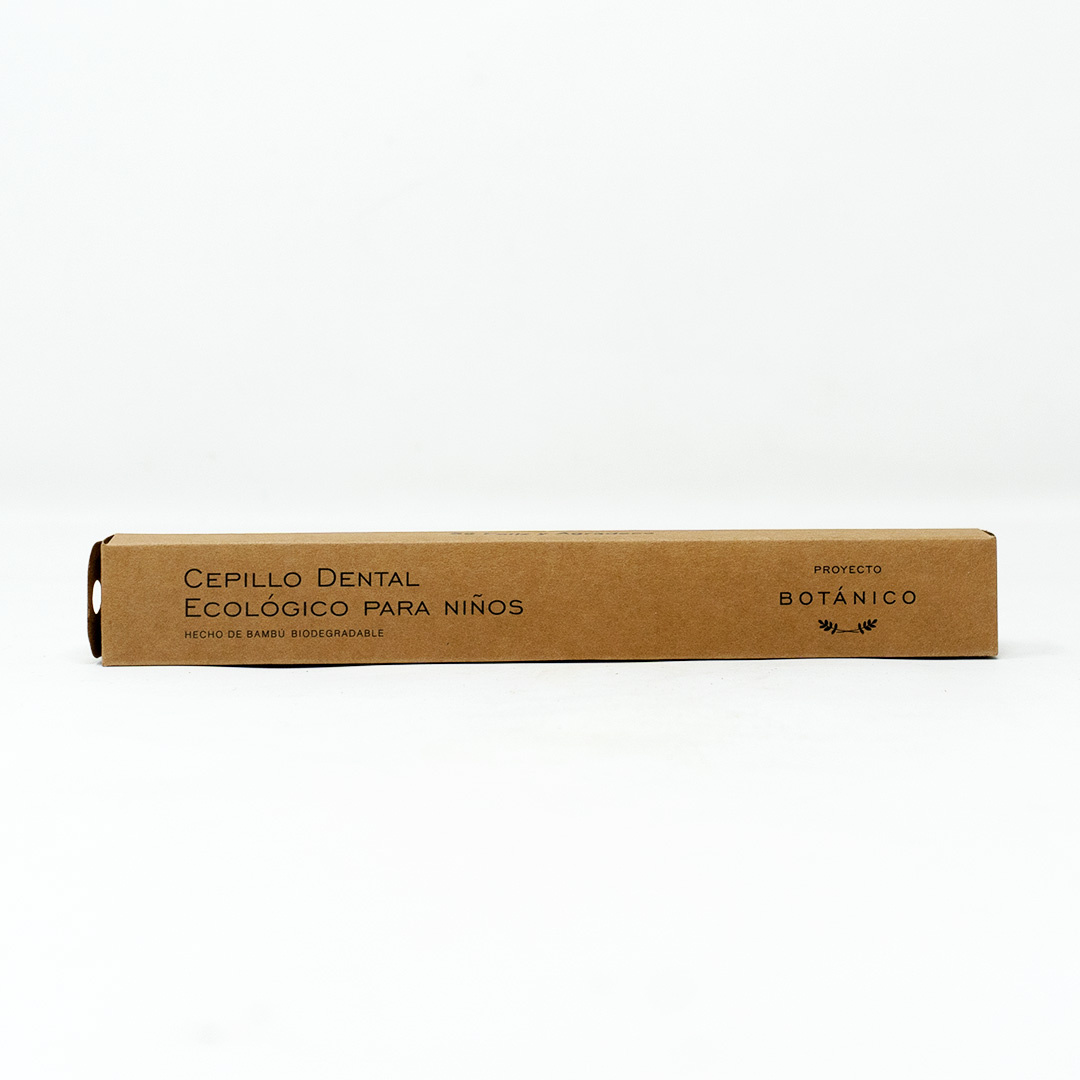 Cepillo Dental
Ecológico para niños
HECHO DE BAMBÚ BIODEGRADABLE
PROYECTO
BOTÁNICO